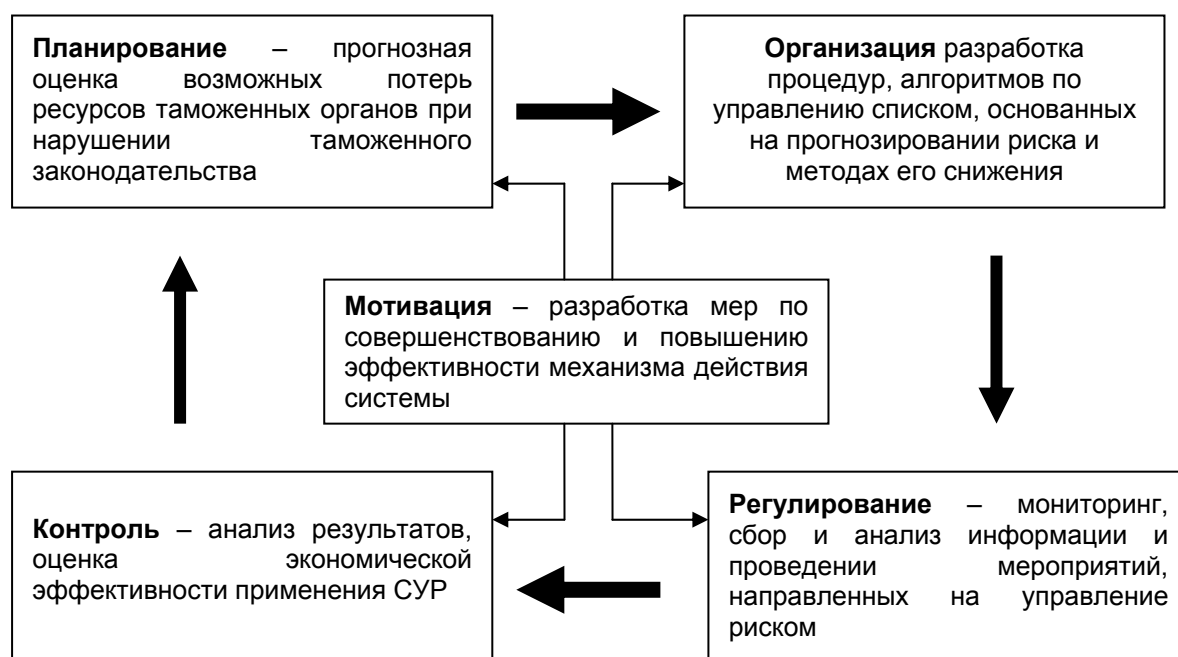 Планирование – прогнозная
оценка возможных потерь
ресурсов таможенных органов при
нарушении таможенного
законодательства
Организация разработка
процедур, алгоритмов по
управлению списком, основанных
на прогнозировании риска и
методах его снижения
Мотивация – разработка мер по
совершенствованию и повышению
эффективности механизма действия
системы
Контроль – анализ результатов,
оценка экономической
эффективности применения СУР
Регулирование – мониторинг,
сбор и анализ информации и
проведении мероприятий,
направленных на управление
риском